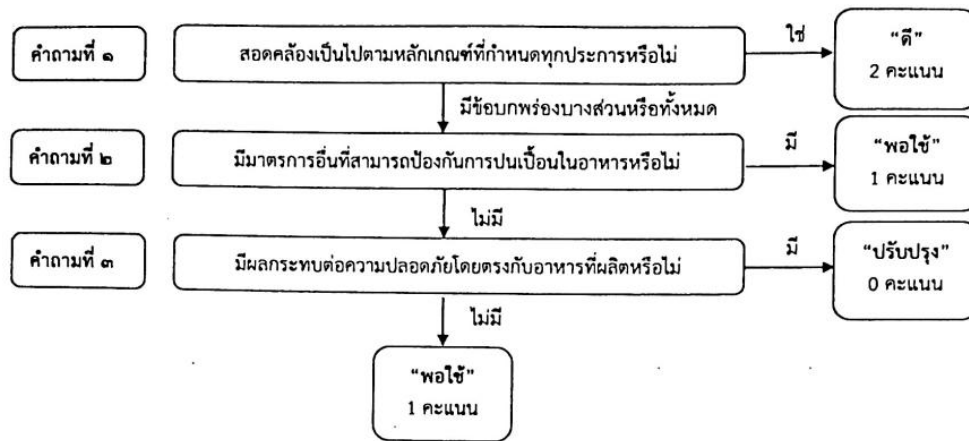 คำถามที่ ๑
สอดคล้องเป็นไปตามหลักเกณฑ์ที่กำหนดทุกประการหรือไม่
ใช่
“ดี”
2 คะแนน
มีข้อบกพร่องบางส่วนหรือทั้งหมด
คำถามที่ ๒
มีมาตรการอื่นที่สามารถป้องกันการปนเปื้อนในอาหารหรือไม่
มี
“พอใช้”
1 คะแนน
ไม่มี
คำถามที่ ๓
มีผลกระทบต่อความปลอดภัยโดยตรงกับอาหารที่ผลิตหรือไม่
มี
“ปรับปรุง”
0 คะแนน
ไม่มี
“พอใช้”
1 คะแนน